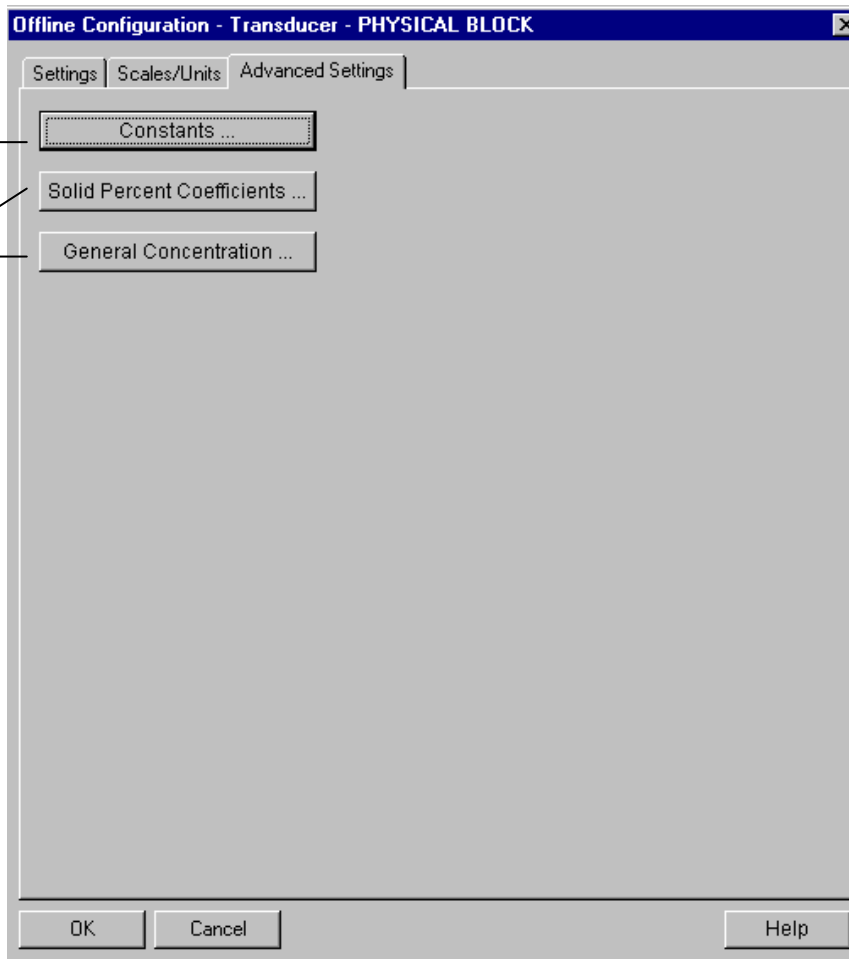 Offline Configuration - Transducer - PHYSICAL BLOCK
Settings Scales/Units Advanced Settings
Constants ...
Solid Percent Coefficients ...
General Concentration ...
OK Cancel Help